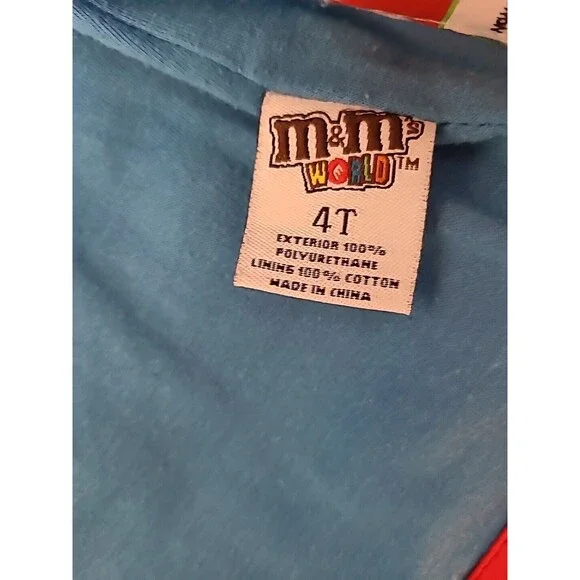 m&m's
WORLD™
4T
EXTERIOR 100%
POLYURETHANE
LINING 100% COTTON
MADE IN CHINA